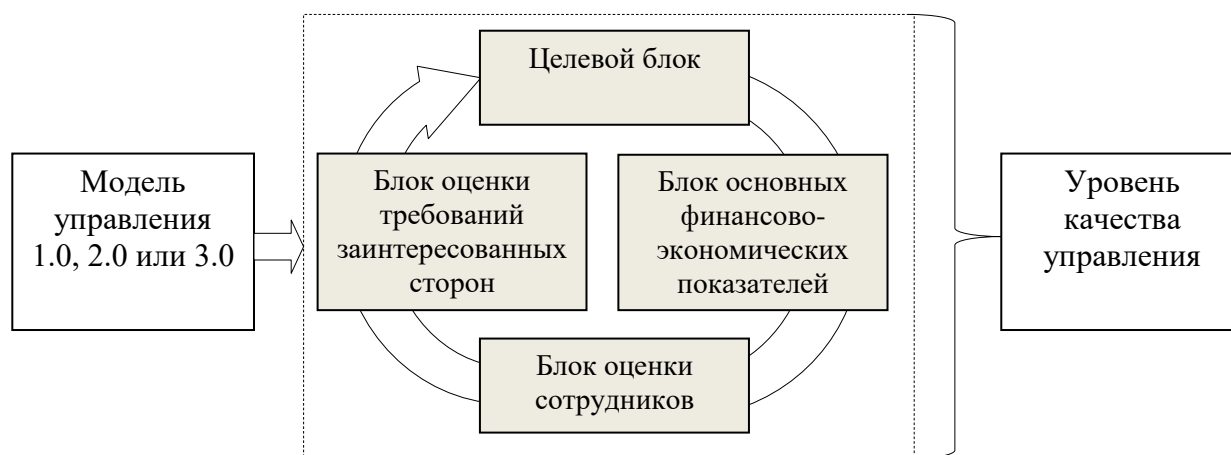 Целевой блок
Модель
управления
1.0, 2.0 или 3.0
Блок оценки
требований
заинтересованных
сторон
Блок основных
финансово-
экономических
показателей
Уровень
качества
управления
Блок оценки
сотрудников